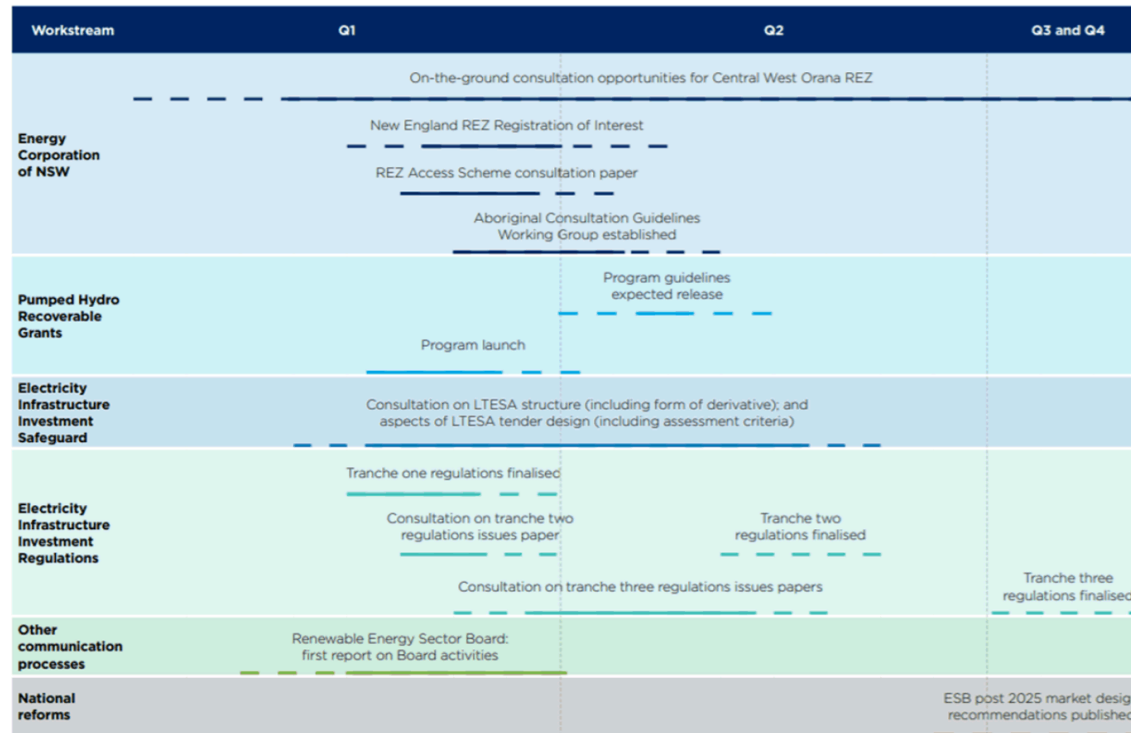 Workstream Q1 Q2 Q3 and Q4
On-the-ground consultation opportunities for Central West Orana REZ
Energy
Corporation
of NSW
New England REZ Registration of Interest
REZ Access Scheme consultation paper
Aboriginal Consultation Guidelines
Working Group established
Pumped Hydro
Recoverable
Grants
Program guidelines
expected release
Program launch
Electricity
Infrastructure
Investment
Safeguard
Consultation on LTESA structure (including form of derivative); and
aspects of LTESA tender design (including assessment criteria)
Electricity
Infrastructure
Investment
Regulations
Tranche one regulations finalised
Consultation on tranche two
regulations issues paper
Tranche two
regulations finalised
Consultation on tranche three regulations issues papers
Tranche three
regulations finalised
Other
communication
processes
Renewable Energy Sector Board:
first report on Board activities
National
reforms
ESB post 2025 market desig
recommendations published